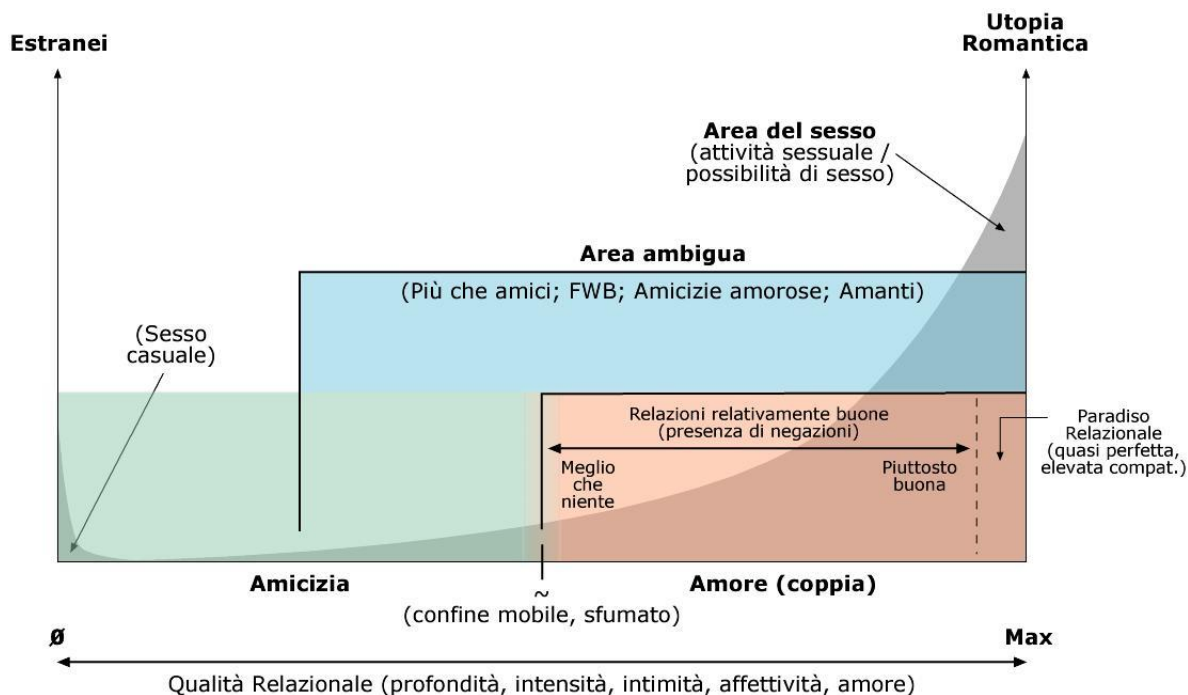 Estranei
Utopia
Romantica
Area del sesso
(attività sessuale /
possibilità di sesso)
Area ambigua
(Più che amici; FWB; Amicizie amorose; Amanti)
(Sesso
casuale)
Relazioni relativamente buone
(presenza di negazioni)
Meglio
che
niente
Piuttosto
buona
Paradiso
Relazionale
(quasi perfetta,
elevata compat.)
Amicizia
Amore (coppia)
~
(confine mobile, sfumato)
Ø
Max
Qualità Relazionale (profondità, intensità, intimità, affettività, amore)